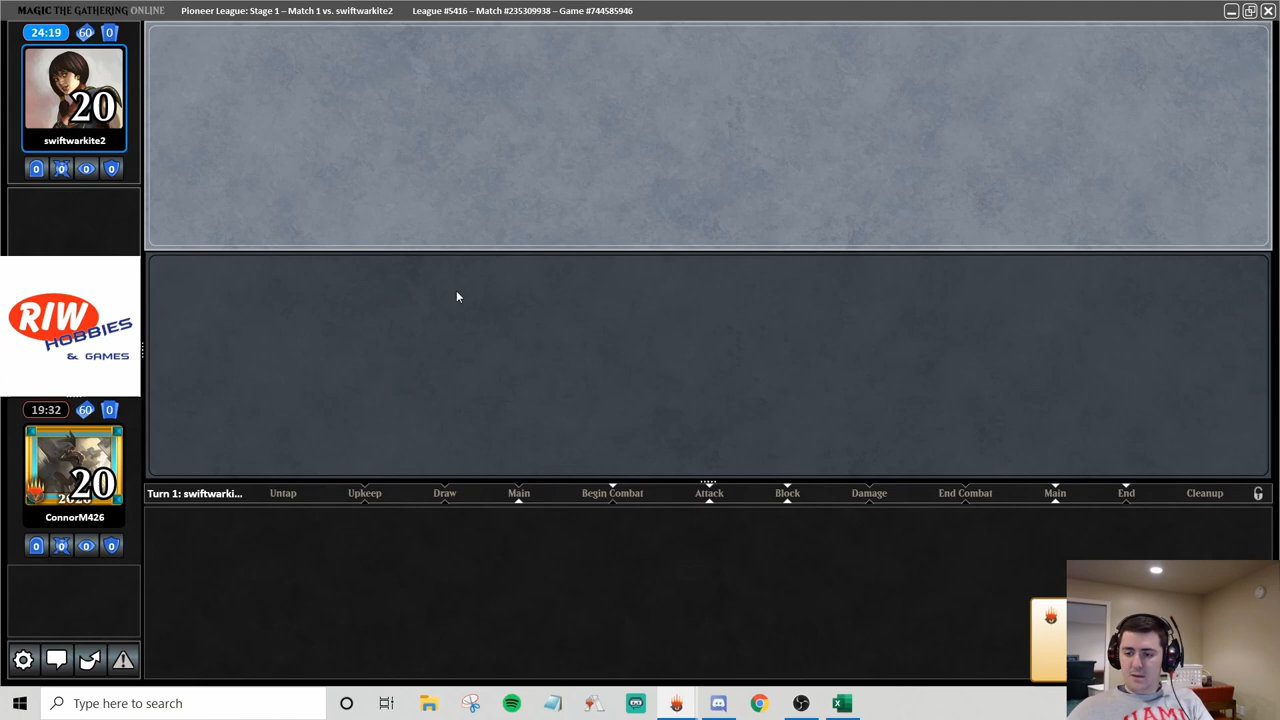 MAGIC THE GATHERING ONLINE
Pioneer League: Stage 1 – Match 1 vs. swiftwarkite2
League #5416 – Match #235309938 – Game #744585946
24:19
60
0
20
swiftwarkite2
0
0
0
0
RIW
HOBBIES
& GAMES
19:32
60
0
20
ConnorM426
0
0
0
0
Turn 1: swiftwarki...
Untap
Upkeep
Draw
Main
Begin Combat
Attack
Block
Damage
End Combat
Main
End
Cleanup
Type here to search